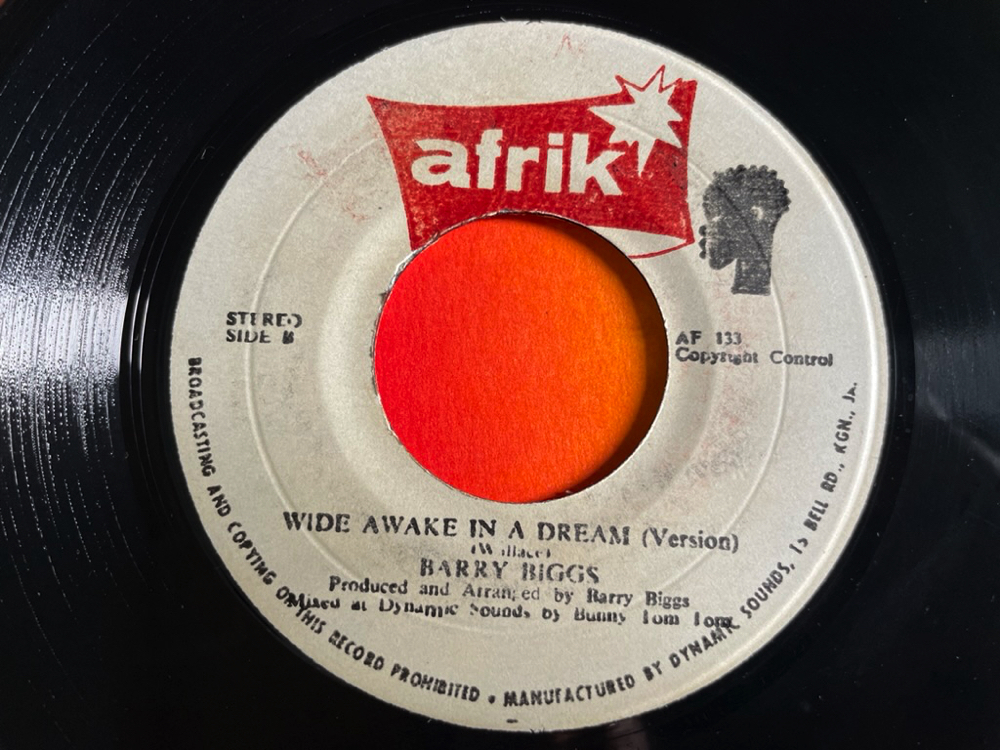 afrik
STEREO
SIDE B
AF 133
Copyright Control
WIDE AWAKE IN A DREAM (Version)
(Wallace)
BARRY BIGGS
Produced and Arranged by Barry Biggs
Mixed at Dynamic Sounds by Bunny Tom Tom
BROADCASTING AND COPYING OF THIS RECORD PROHIBITED • MANUFACTURED BY DYNAMIC SOUNDS, 15 BELL RD., KGN., JA.